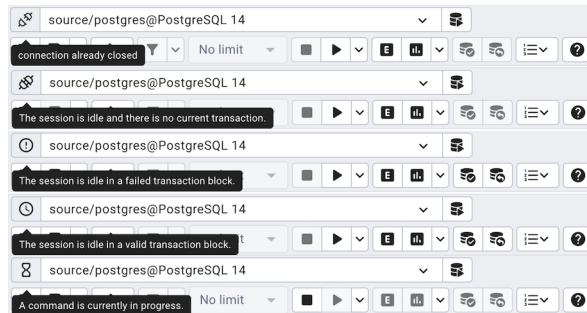 source/postgres@PostgreSQL 14
connection already closed
No limit
E
?
source/postgres@PostgreSQL 14
The session is idle and there is no current transaction.
E
?
source/postgres@PostgreSQL 14
The session is idle in a failed transaction block.
E
?
source/postgres@PostgreSQL 14
The session is idle in a valid transaction block.
t
E
?
source/postgres@PostgreSQL 14
A command is currently in progress.
No limit
E
?